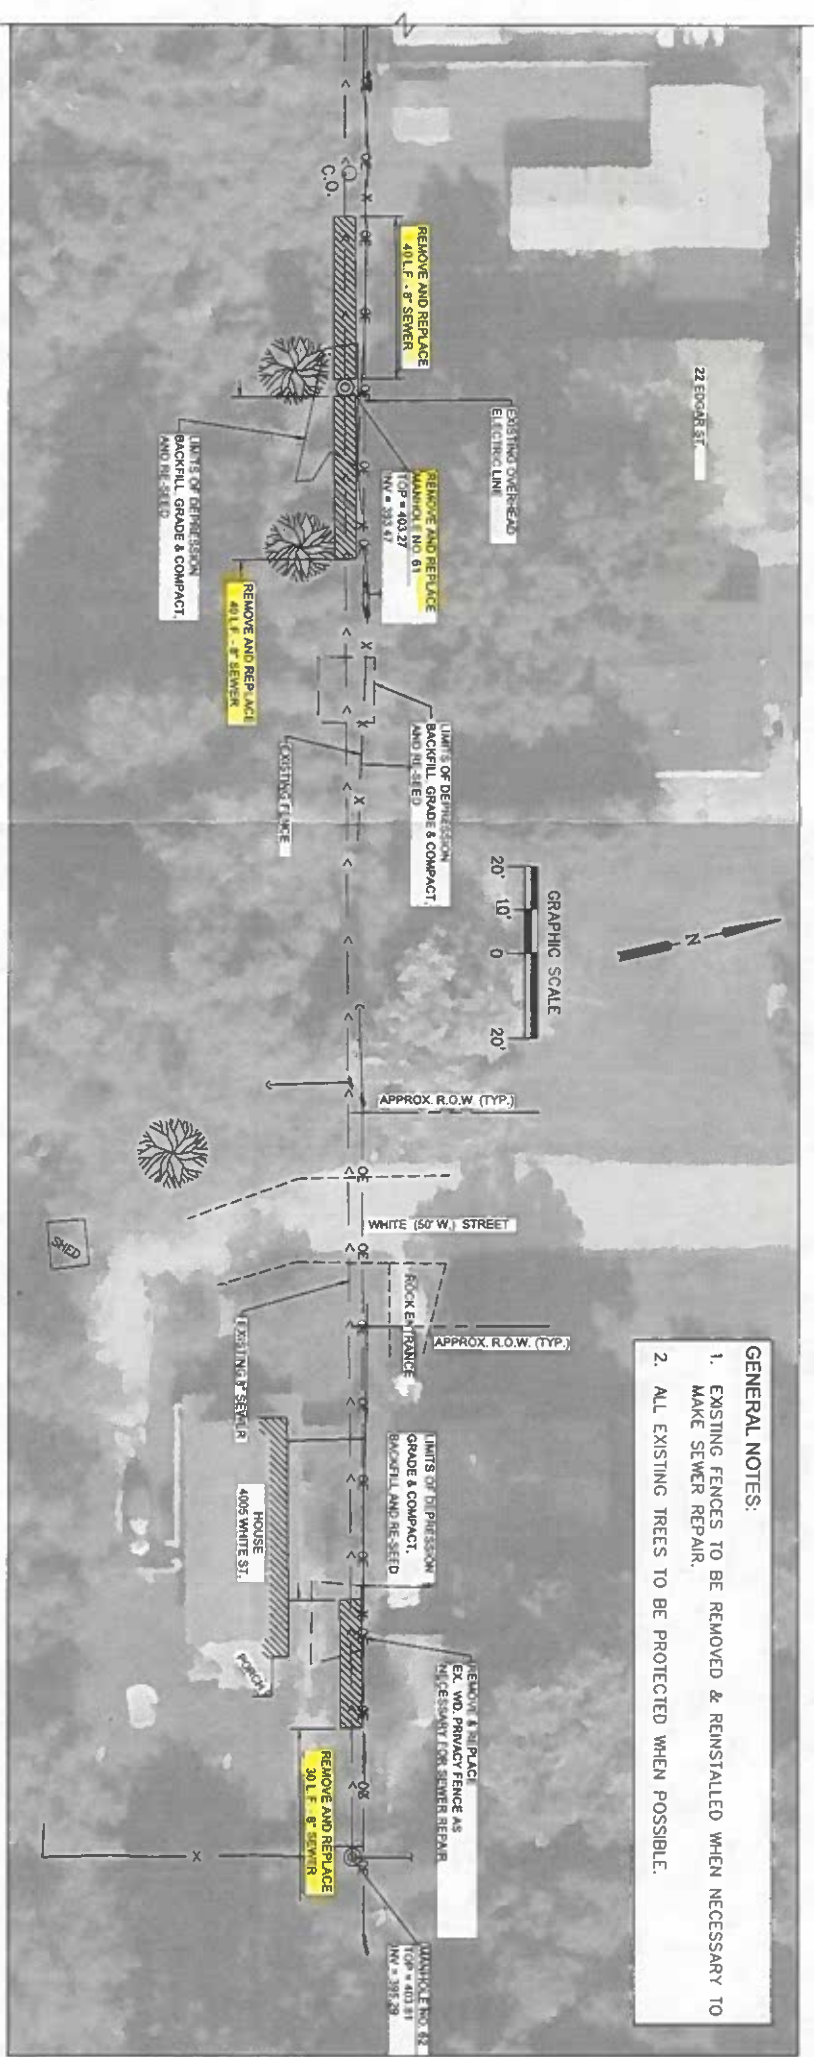 C.O.
REMOVE AND REPLACE
40 L.F. - 8" SEWER
22 EDGAR ST.
EXISTING OVERHEAD
ELECTRIC LINE
REMOVE AND REPLACE
MANHOLE NO. 61
TOP = 403.27
INV = 393.47
LIMITS OF DEPRESSION
BACKFILL GRADE & COMPACT,
AND RE-SEED
REMOVE AND REPLACE
40 L.F. - 8" SEWER
LIMITS OF DEPRESSION
BACKFILL GRADE & COMPACT,
AND RE-SEED
EXISTING FENCE
GRAPHIC SCALE
20' 10' 0 20'
N
APPROX. R.O.W. (TYP.)
WHITE (50' W.) STREET
SHED
ROCK ENTRANCE
APPROX. R.O.W. (TYP.)
EXISTING 8" SEWER
LIMITS OF DEPRESSION
GRADE & COMPACT,
BACKFILL AND RE-SEED
HOUSE
4005 WHITE ST.
PORCH
REMOVE & REPLACE
EX. WD. PRIVACY FENCE AS
NECESSARY FOR SEWER REPAIR
REMOVE AND REPLACE
30 L.F. - 8" SEWER
MANHOLE NO. 62
TOP = 403.81
INV = 395.29
GENERAL NOTES:
1. EXISTING FENCES TO BE REMOVED & REINSTALLED WHEN NECESSARY TO
MAKE SEWER REPAIR.
2. ALL EXISTING TREES TO BE PROTECTED WHEN POSSIBLE.